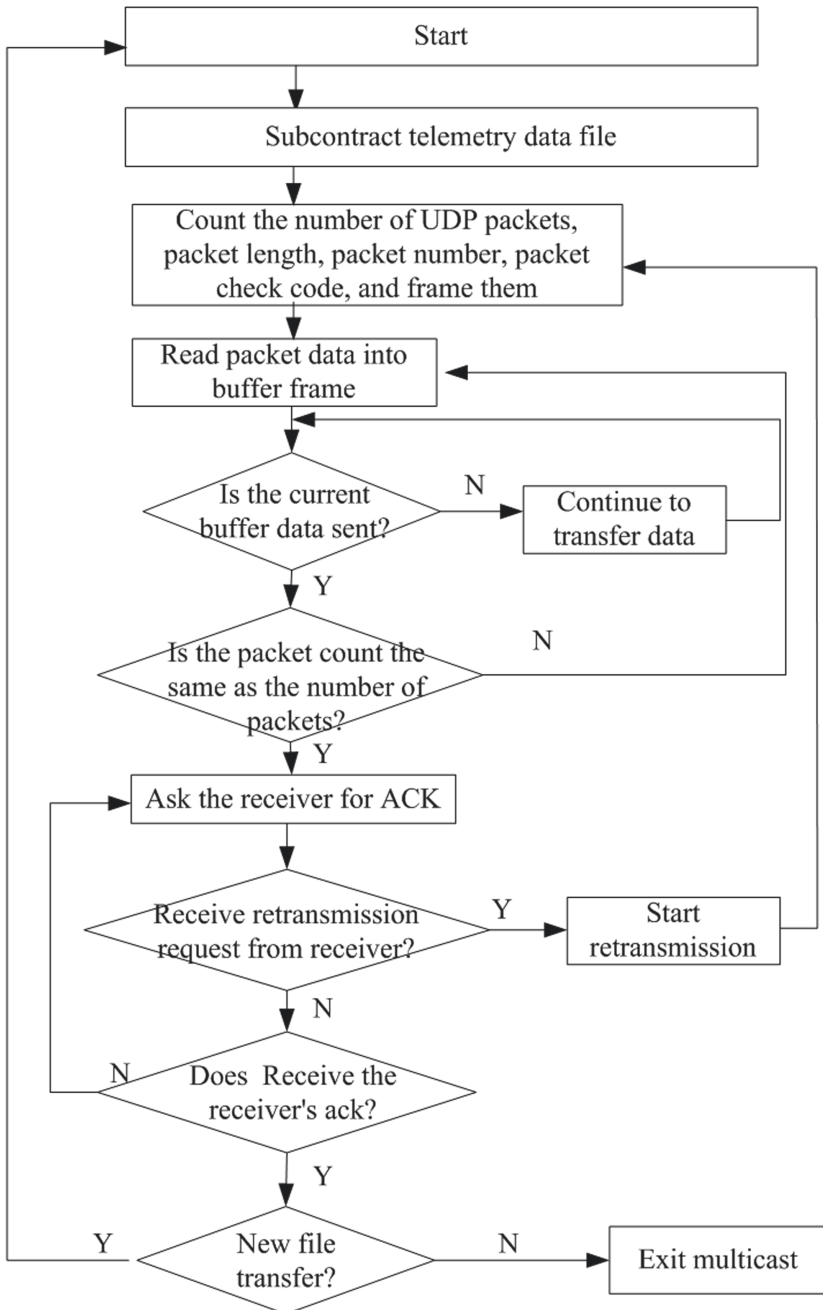 Start
Subcontract telemetry data file
Count the number of UDP packets,
packet length, packet number, packet
check code, and frame them
Read packet data into
buffer frame
Is the current
buffer data sent?
N
Continue to
transfer data
Y
Is the packet count the
same as the number of
packets?
N
Y
Ask the receiver for ACK
Receive retransmission
request from receiver?
Y
Start
retransmission
N
N
Does Receive the
receiver's ack?
Y
Y
New file
transfer?
N
Exit multicast